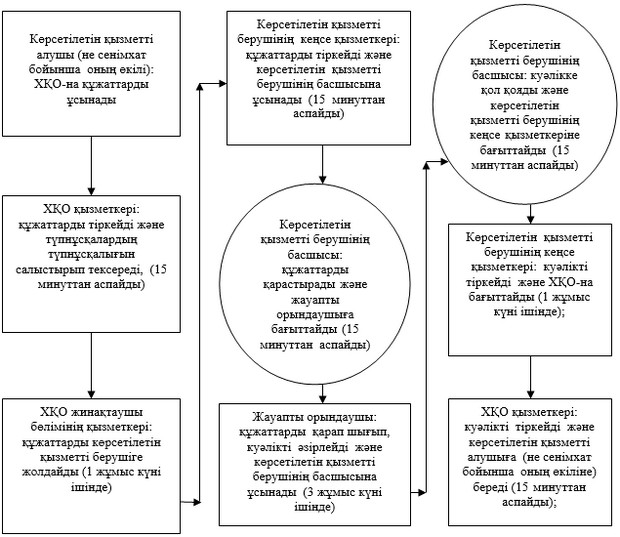 Көрсетілетін қызметті
алушы (не сенімхат
бойынша оның өкілі):
ХҚО-на құжаттарды
ұсынады
ХҚО қызметкері:
құжаттарды тіркейді және
түпнұсқалардың
түпнұсқалығын
салыстырып тексереді, (15
минуттан аспайды)
ХҚО жинақтаушы
бөлімінің қызметкері:
құжаттарды көрсетілетін
қызметті берушіге
жолдайды (1 жұмыс күні
ішінде)
Көрсетілетін қызметті
берушінің кеңсе қызметкері:
құжаттарды тіркейді және
көрсетілетін қызметті
берушінің басшысына
ұсынады (15 минуттан
аспайды)
Көрсетілетін
қызметті берушінің
басшысы:
құжаттарды
қарастырады және
жауапты
орындаушыға
бағыттайды (15
минуттан аспайды)
Жауапты орындаушы:
құжаттарды қарап шығып,
куәлікті әзірлейді және
көрсетілетін қызметті
берушінің басшысына
ұсынады (3 жұмыс күні
ішінде)
Көрсетілетін
қызметті берушінің
басшысы: куәлікке
қол қояды және
көрсетілетін
қызметті берушінің
кеңсе қызметкеріне
бағыттайды (15
минуттан аспайды)
Көрсетілетін қызметті
берушінің кеңсе
қызметкері: куәлікті
тіркейді және ХҚО-на
бағыттайды (1 жұмыс
күні ішінде);
ХҚО қызметкері:
куәлікті тіркейді және
көрсетілетін қызметті
алушыға (не сенімхат
бойынша оның өкіліне)
береді (15 минуттан
аспайды);